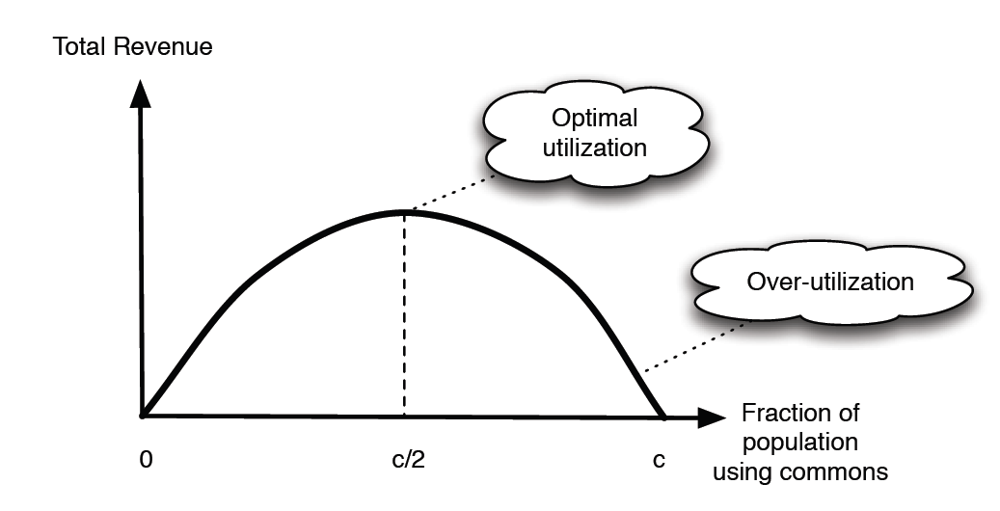 Total Revenue
Optimal
utilization
Over-utilization
Fraction of
population
using commons
0
c/2
c